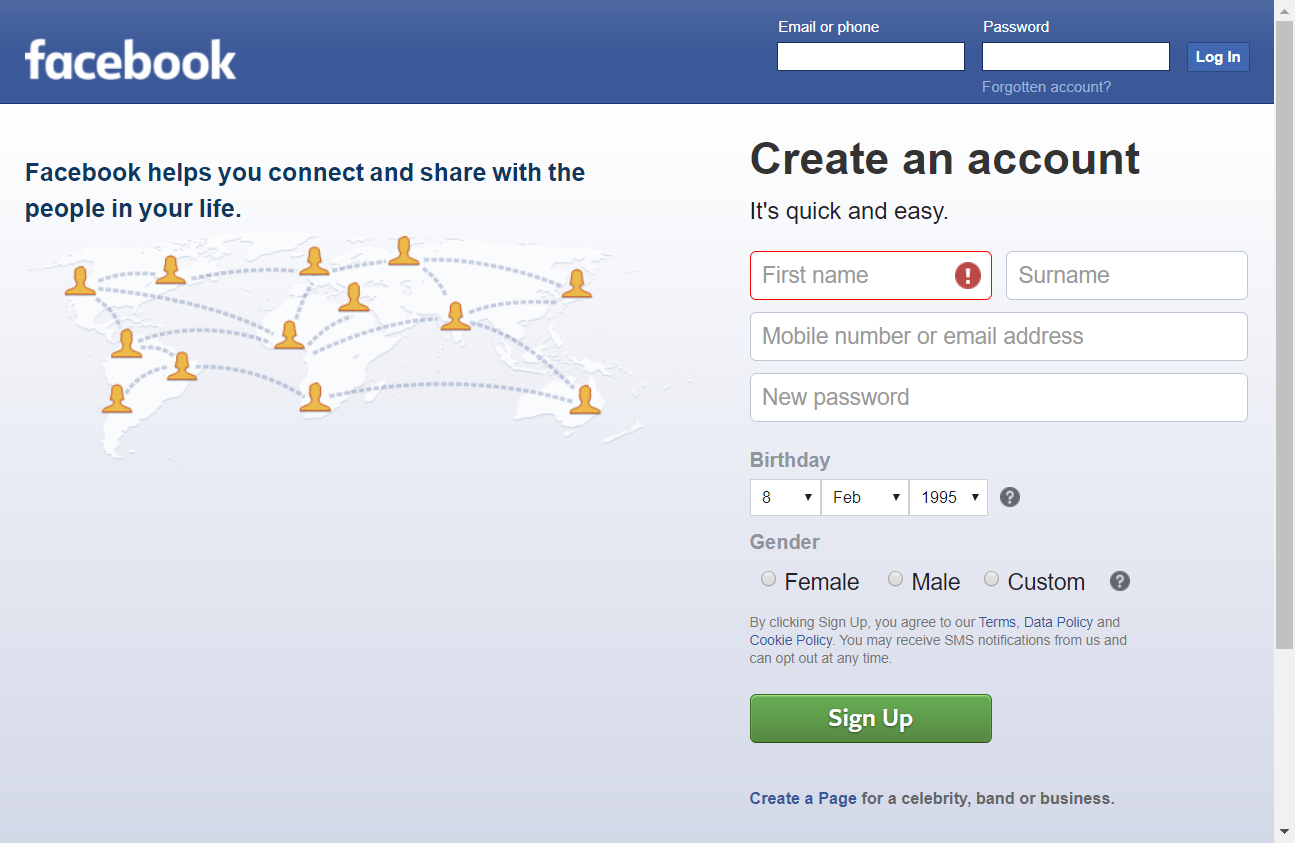 facebook
Email or phone
Password
Log In
Forgotten account?
Facebook helps you connect and share with the
people in your life.
Create an account
It's quick and easy.
First name
Surname
Mobile number or email address
New password
Birthday
8 Feb 1995
Gender
Female Male Custom
By clicking Sign Up, you agree to our Terms, Data Policy and
Cookie Policy. You may receive SMS notifications from us and
can opt out at any time.
Sign Up
Create a Page for a celebrity, band or business.